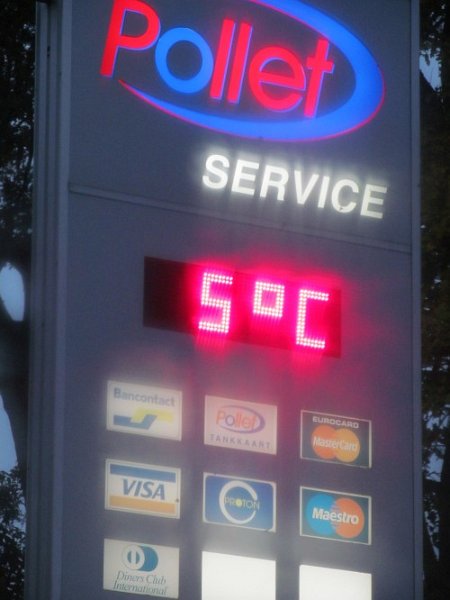 Pollet
SERVICE
5°C
Bancontact
Pollet
TANKKAART
EUROCARD
MasterCard
VISA
PROTON
Maestro
Diners Club
International